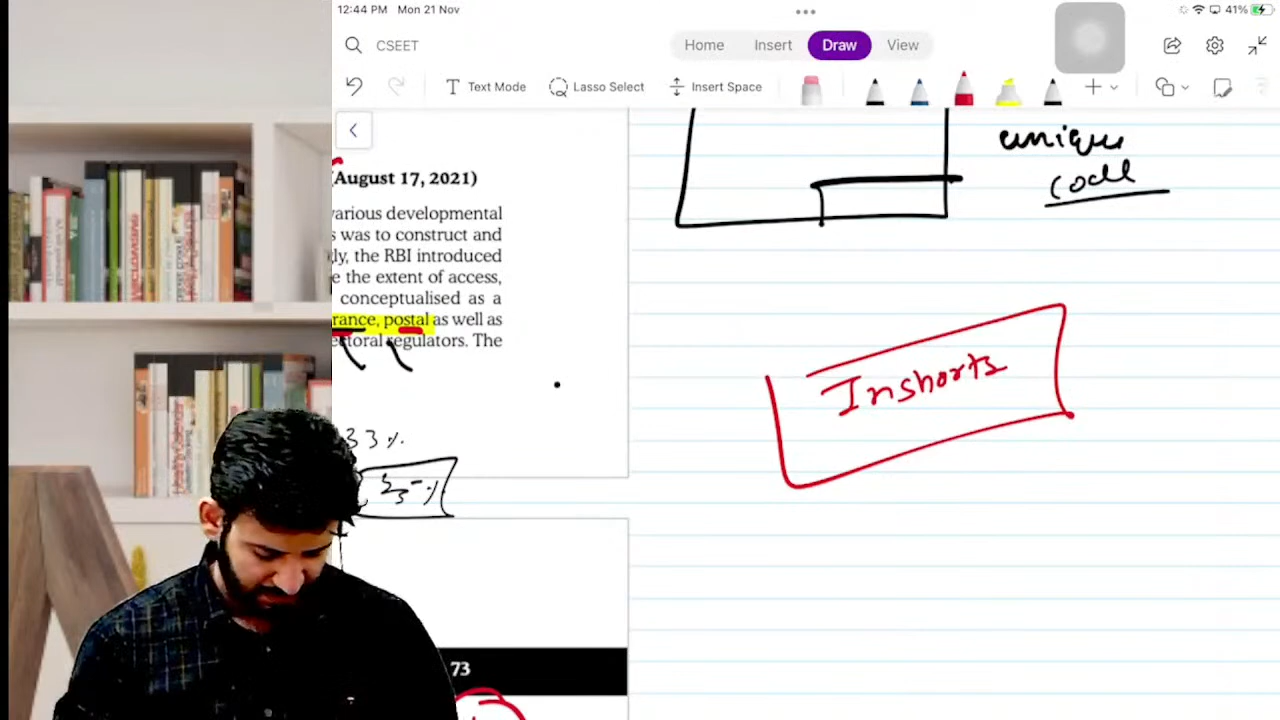 12:44 PM Mon 21 Nov
41%
CSEET
Home Insert Draw View
Text Mode Lasso Select Insert Space
(August 17, 2021)
various developmental
s was to construct and
ly, the RBI introduced
e the extent of access,
conceptualised as a
rance, postal as well as
ectoral regulators. The
33%
73
unique
code
Inshorts